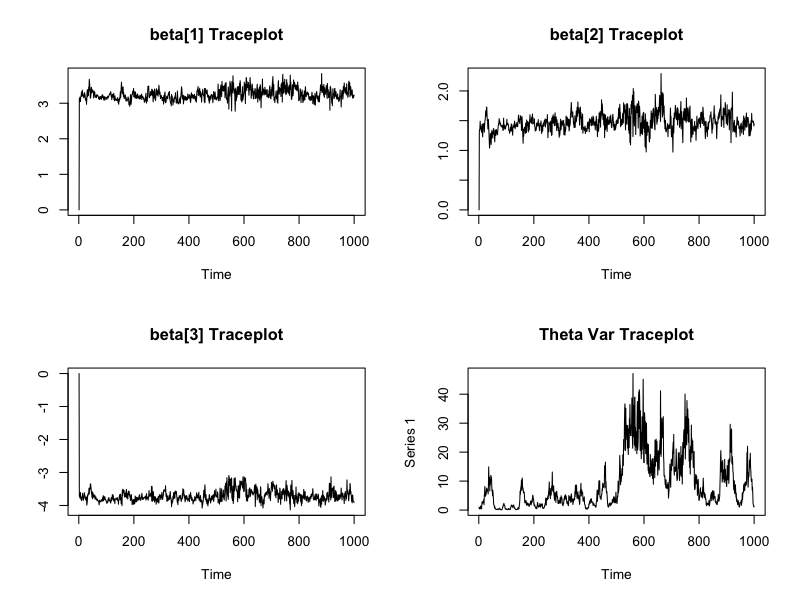 beta[1] Traceplot
3
2
1
0
0 200 400 600 800 1000
Time
beta[2] Traceplot
2.0
1.0
0.0
0 200 400 600 800 1000
Time
beta[3] Traceplot
0
-1
-2
-3
-4
0 200 400 600 800 1000
Time
Theta Var Traceplot
Series 1
40
30
20
10
0
0 200 400 600 800 1000
Time